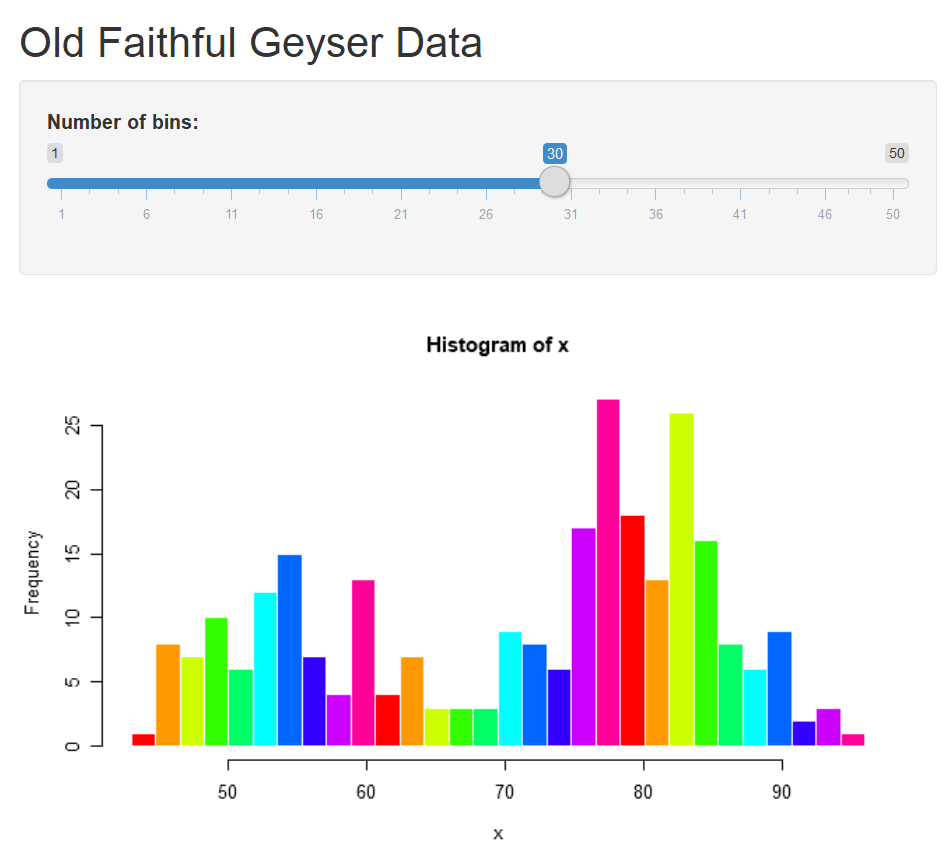 Old Faithful Geyser Data
Number of bins:
1 30 50
1 6 11 16 21 26 31 36 41 46 50
Histogram of x
Frequency
25
20
15
10
5
0
50 60 70 80 90
x